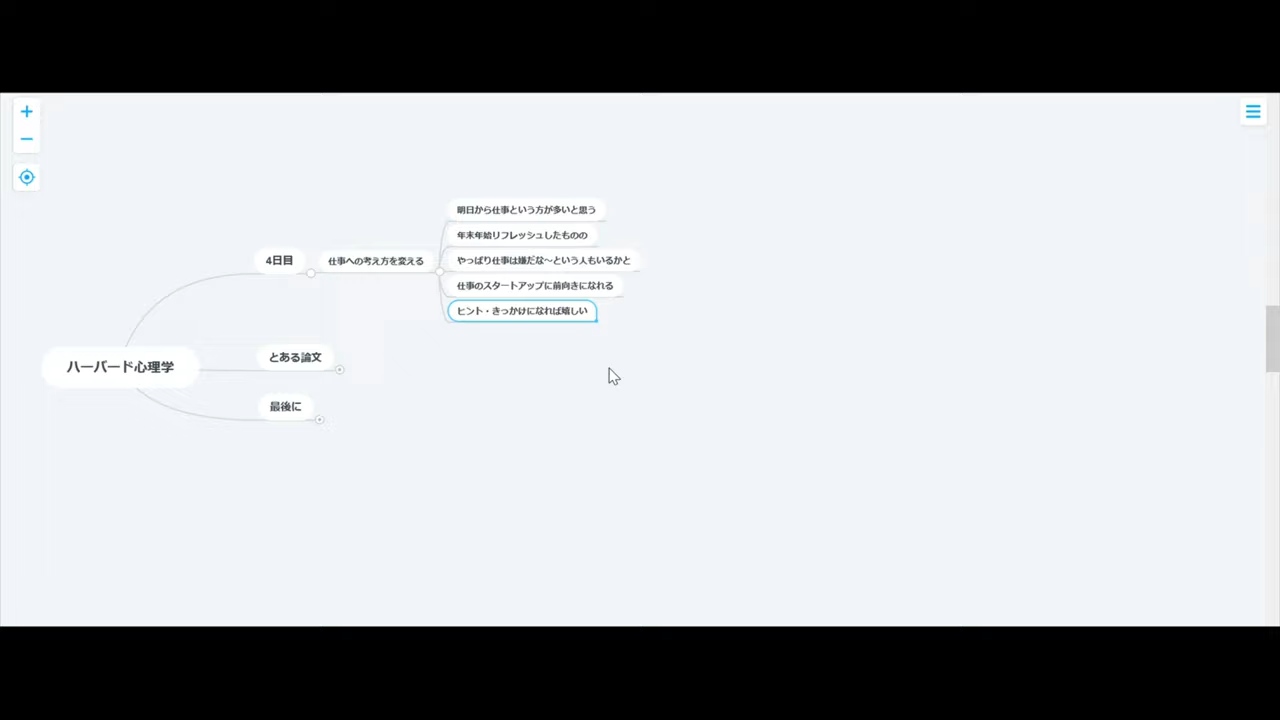 明日から仕事という方が多いと思う
年末年始リフレッシュしたものの
4日目
仕事への考え方を変える
やっぱり仕事は嫌だな～という人もいるかと
仕事のスタートアップに前向きになれる
ヒント・きっかけになれば嬉しい
ハーバード心理学
とある論文
最後に